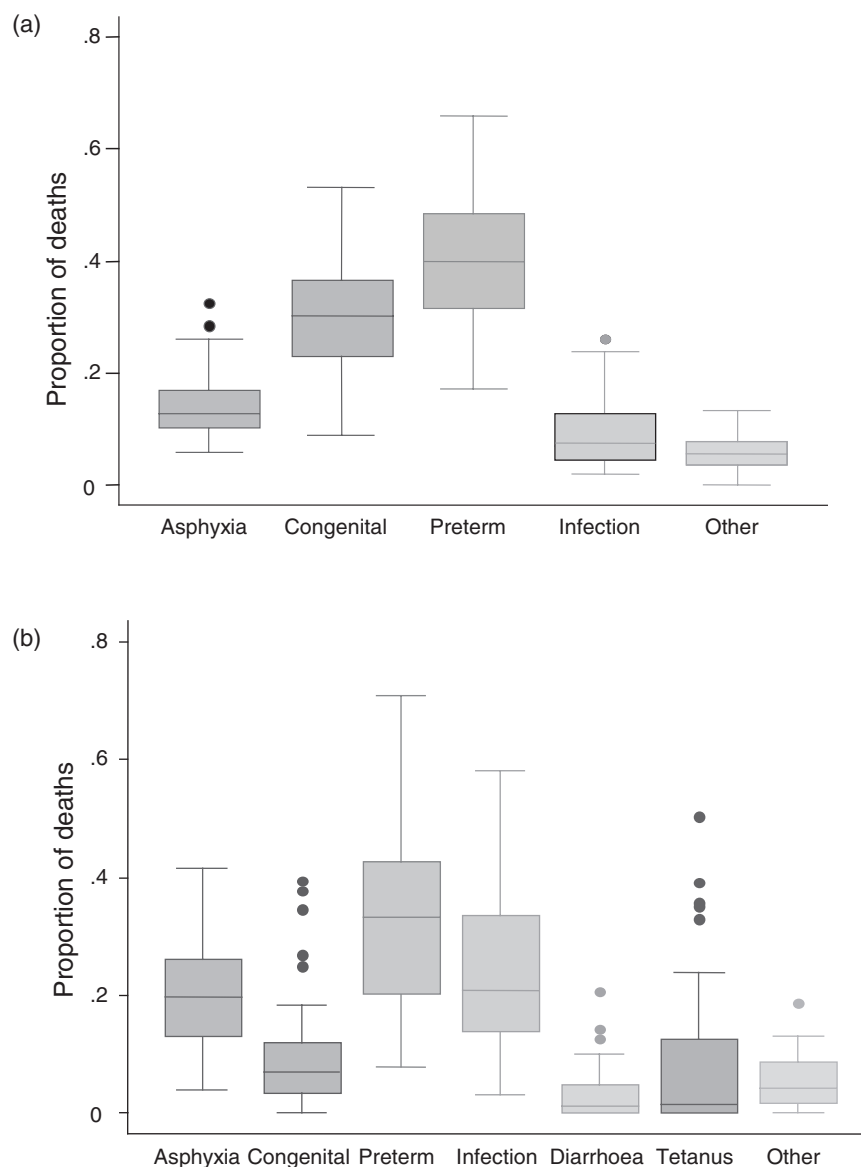 (a)
.8
.6
.4
.2
0
Proportion of deaths
Asphyxia Congenital Preterm Infection Other
(b)
.8
.6
.4
.2
0
Proportion of deaths
Asphyxia Congenital Preterm Infection Diarrhoea Tetanus Other